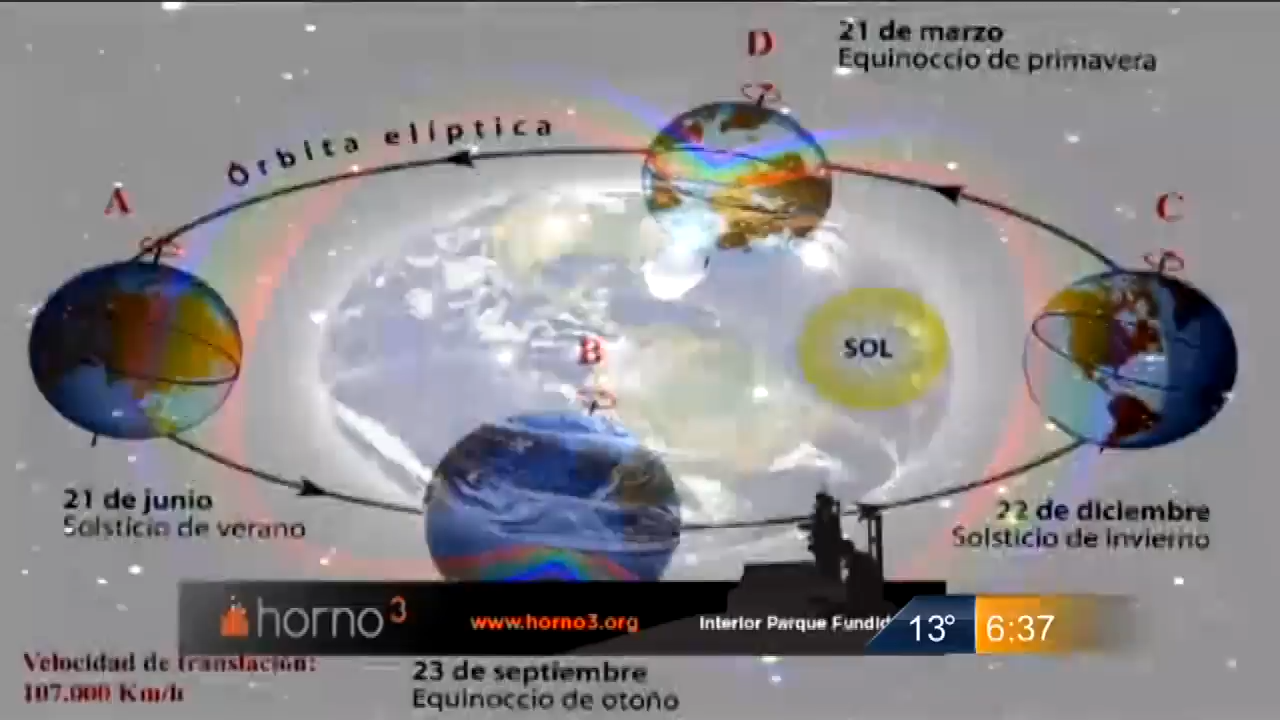 D
21 de marzo
Equinoccio de primavera
Órbita elíptica
A
C
B
SOL
21 de junio
Solsticio de verano
22 de diciembre
Solsticio de invierno
horno3
www.horno3.org
Interior Parque Fundid
13°
6:37
Velocidad de translación:
107.000 Km/h
23 de septiembre
Equinoccio de otoño